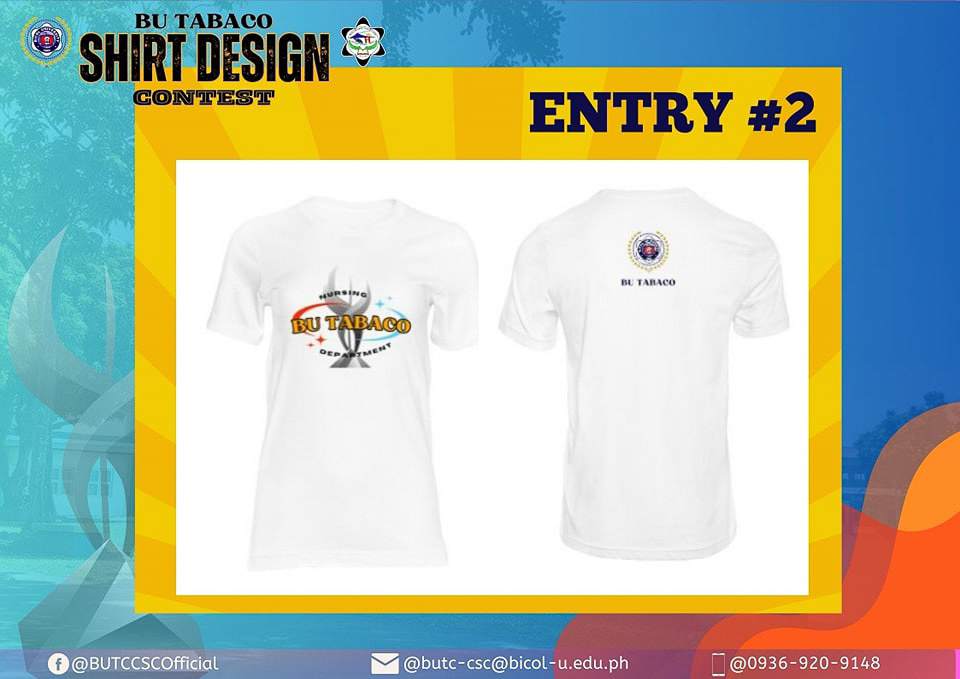 BU TABACO
SHIRT DESIGN
CONTEST
ENTRY #2
NURSING
BU TABACO
DEPARTMENT
BU TABACO
@BUTCCSCOfficial
@butc-csc@bicol-u.edu.ph
@0936-920-9148